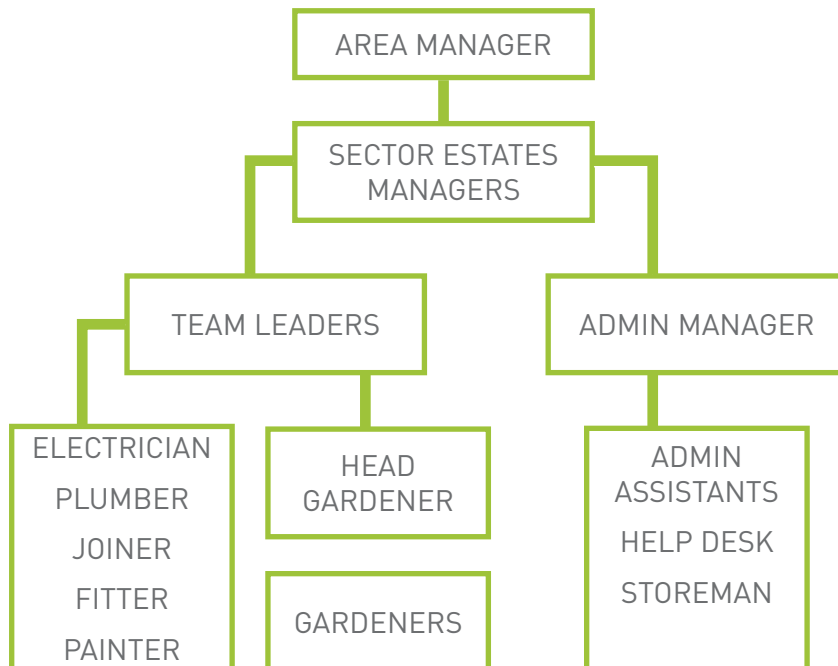 AREA MANAGER
SECTOR ESTATES
MANAGERS
TEAM LEADERS
ADMIN MANAGER
ELECTRICIAN
PLUMBER
JOINER
FITTER
PAINTER
HEAD
GARDENER
GARDENERS
ADMIN
ASSISTANTS
HELP DESK
STOREMAN